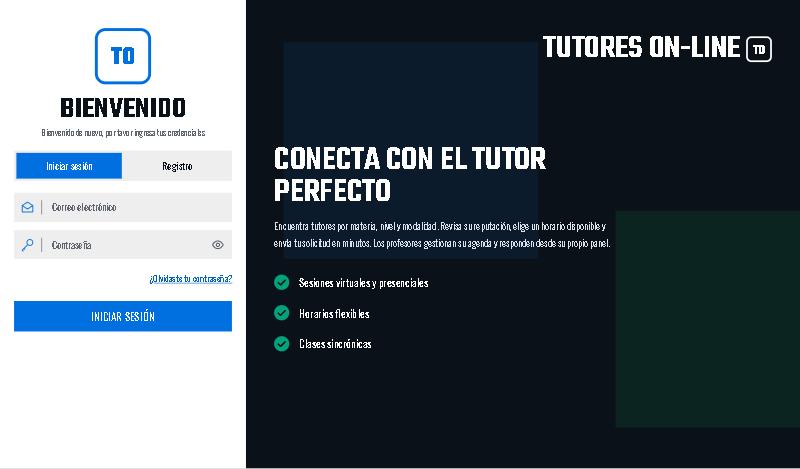 TO
BIENVENIDO
Bienvenido de nuevo, por favor ingresa tus credenciales
Iniciar sesión
Registro
Correo electrónico
Contraseña
¿Olvidaste tu contraseña?
INICIAR SESIÓN
TUTORES ON-LINE TO
CONECTA CON EL TUTOR
PERFECTO
Encuentra tutores por materia, nivel y modalidad. Revisa su reputación, elige un horario disponible y
envía tu solicitud en minutos. Los profesores gestionan su agenda y responden desde su propio panel.
Sesiones virtuales y presenciales
Horarios flexibles
Clases sincrónicas